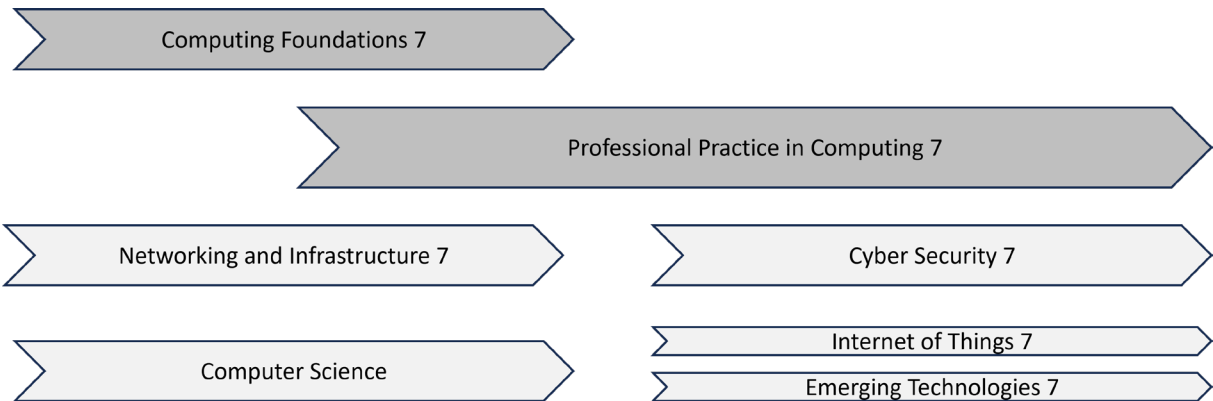 Computing Foundations 7
Professional Practice in Computing 7
Networking and Infrastructure 7
Cyber Security 7
Computer Science
Internet of Things 7
Emerging Technologies 7